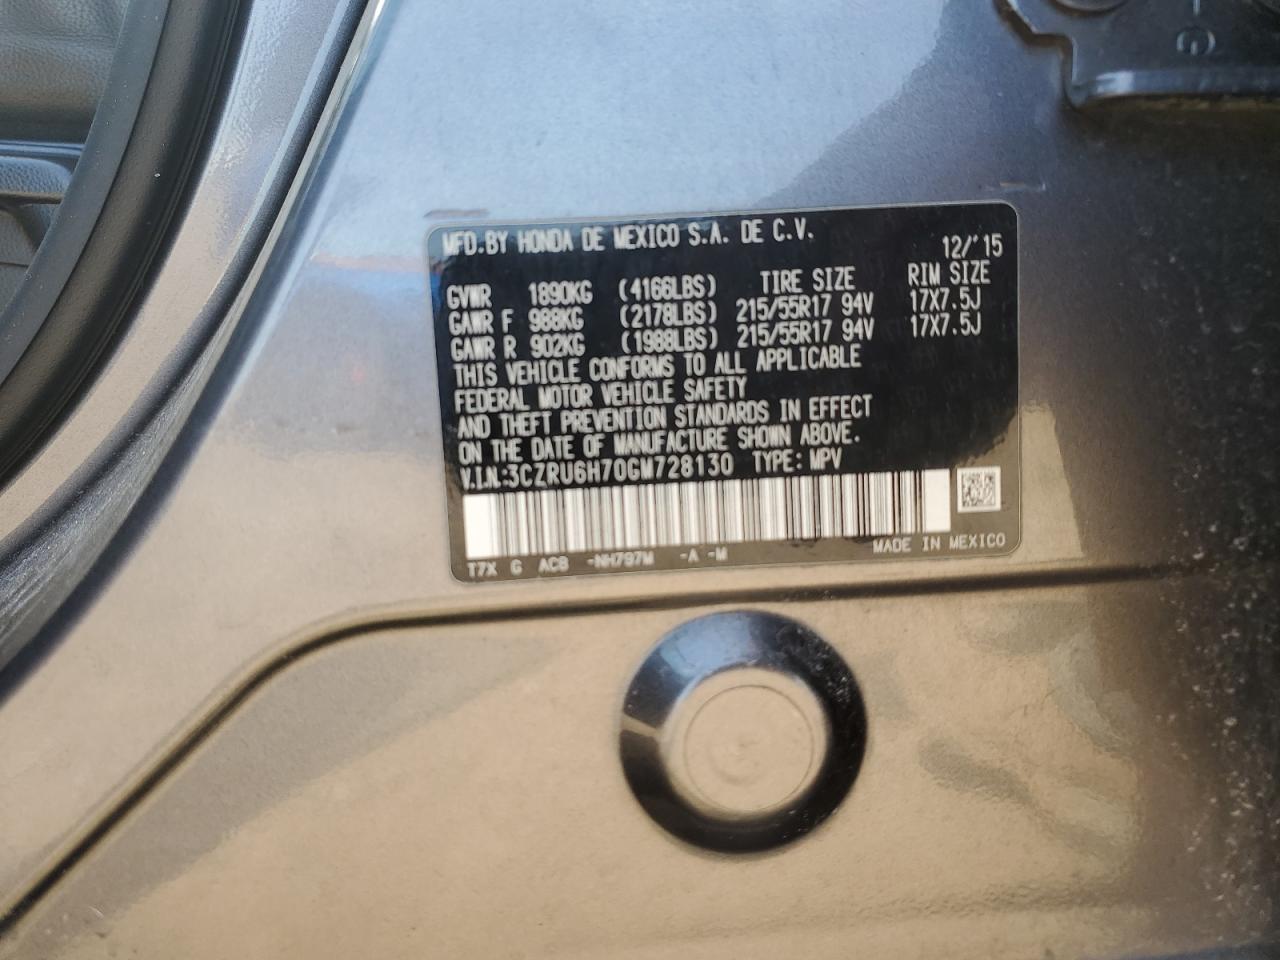 MFD.BY HONDA DE MEXICO S.A. DE C.V.
12/'15
GVWR 1890KG (4166LBS) TIRE SIZE RIM SIZE
GAWR F 988KG (2178LBS) 215/55R17 94V 17X7.5J
GAWR R 902KG (1988LBS) 215/55R17 94V 17X7.5J
THIS VEHICLE CONFORMS TO ALL APPLICABLE
FEDERAL MOTOR VEHICLE SAFETY
AND THEFT PREVENTION STANDARDS IN EFFECT
ON THE DATE OF MANUFACTURE SHOWN ABOVE.
V.I.N:3CZRU6H70GM728130 TYPE: MPV
T7X G AC8 -NH797M -A -M MADE IN MEXICO